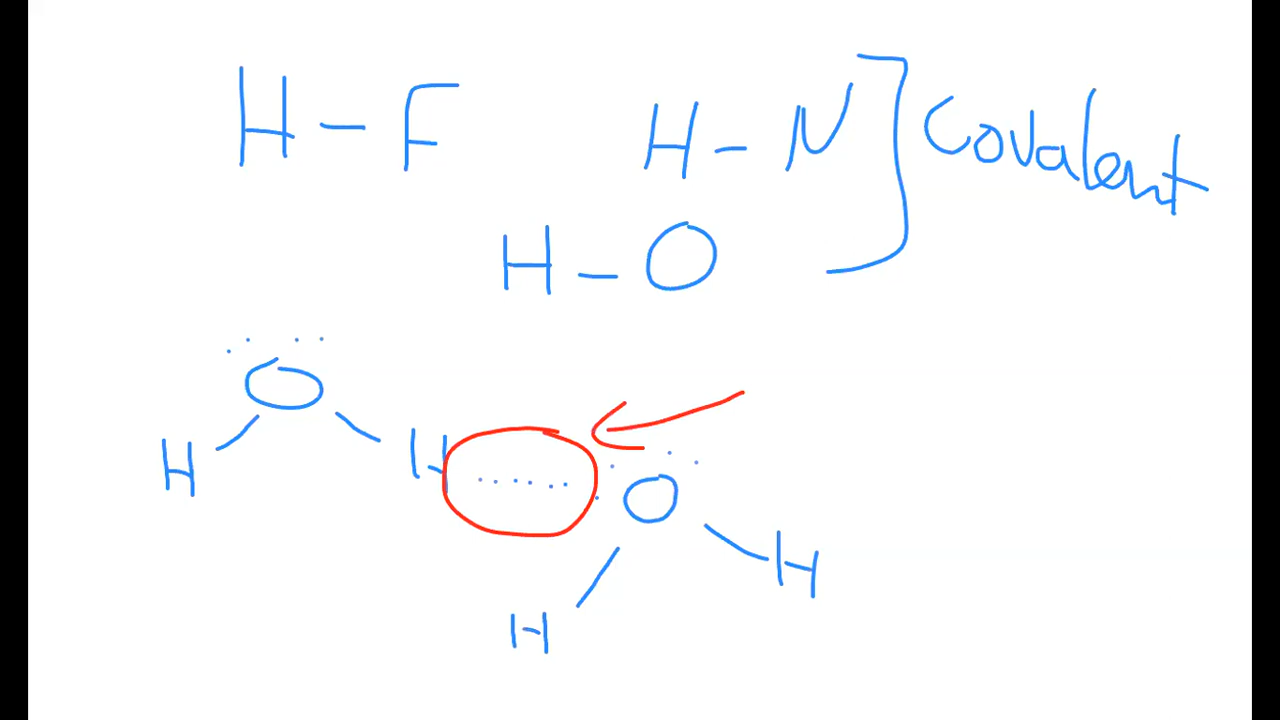 H - F H - N ] Covalent
H - O
O
H H ...... O
H
H